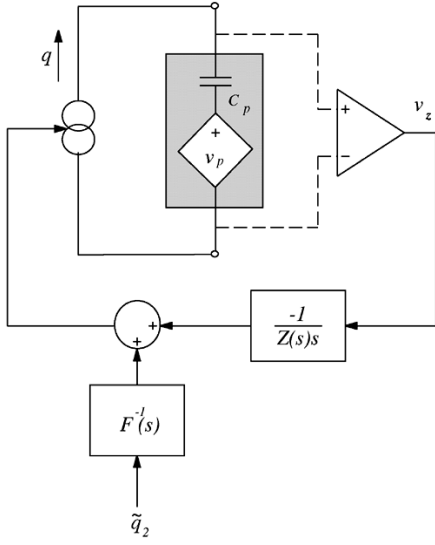 q
C_p
+
v_p
+
−
v_z
+
+
-1
Z(s)s
F^{-1}(s)
q̃_2